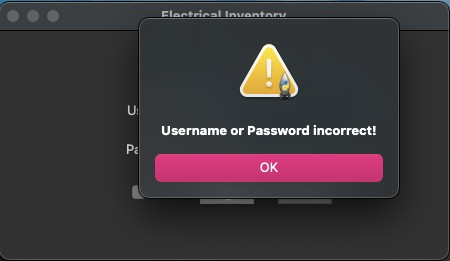 Electrical Inventory
Username or Password incorrect!
OK